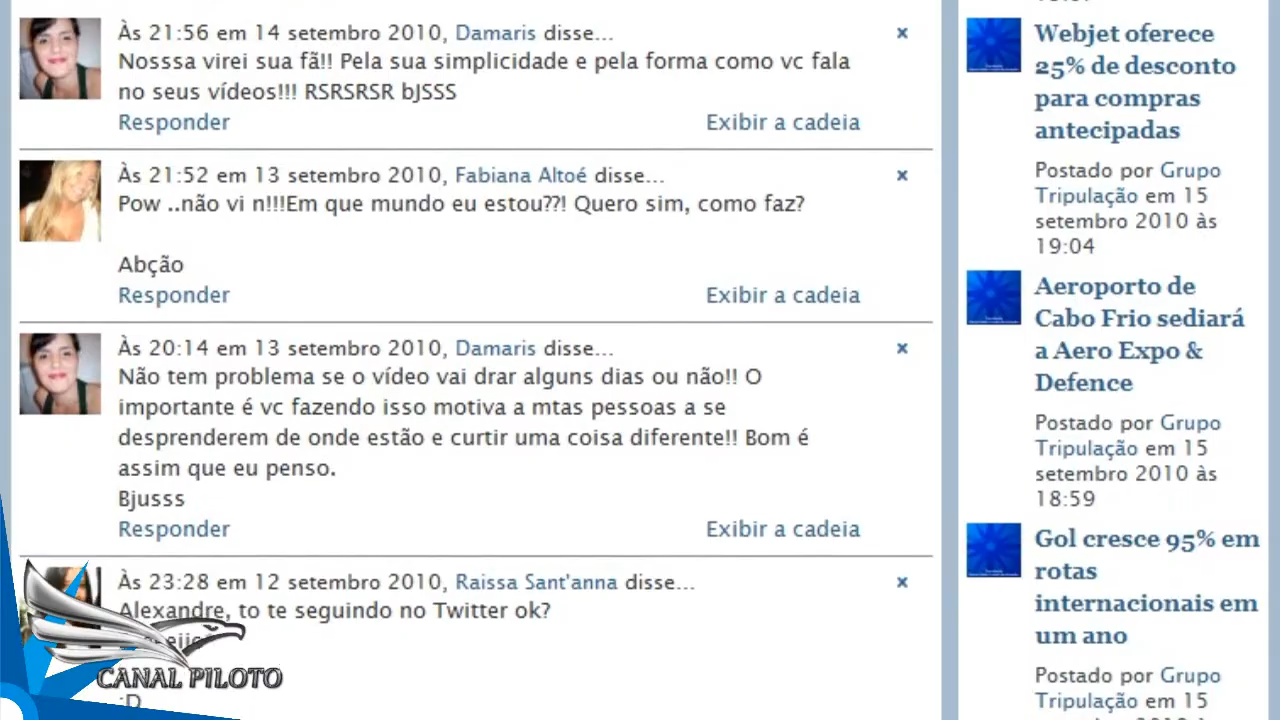 Às 21:56 em 14 setembro 2010, Damaris disse...
Nosssa virei sua fã!! Pela sua simplicidade e pela forma como vc fala
no seus vídeos!!! RSRSRSR bJSSS
Responder Exibir a cadeia
Às 21:52 em 13 setembro 2010, Fabiana Altoé disse...
Pow ..não vi n!!!Em que mundo eu estou??! Quero sim, como faz?
Abção
Responder Exibir a cadeia
Às 20:14 em 13 setembro 2010, Damaris disse...
Não tem problema se o vídeo vai drar alguns dias ou não!! O
importante é vc fazendo isso motiva a mtas pessoas a se
desprenderem de onde estão e curtir uma coisa diferente!! Bom é
assim que eu penso.
Bjusss
Responder Exibir a cadeia
Às 23:28 em 12 setembro 2010, Raissa Sant'anna disse...
Alexandre, to te seguindo no Twitter ok?
:D
CANAL PILOTO
Webjet oferece
25% de desconto
para compras
antecipadas
Postado por Grupo
Tripulação em 15
setembro 2010 às
19:04
Aeroporto de
Cabo Frio sediará
a Aero Expo &
Defence
Postado por Grupo
Tripulação em 15
setembro 2010 às
18:59
Gol cresce 95% em
rotas
internacionais em
um ano
Postado por Grupo
Tripulação em 15